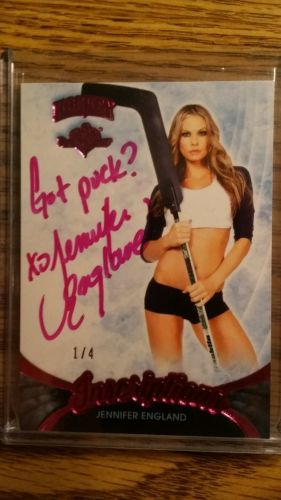 Got puck?
xo Jennifer
England
1/4
Inscriptions
JENNIFER ENGLAND